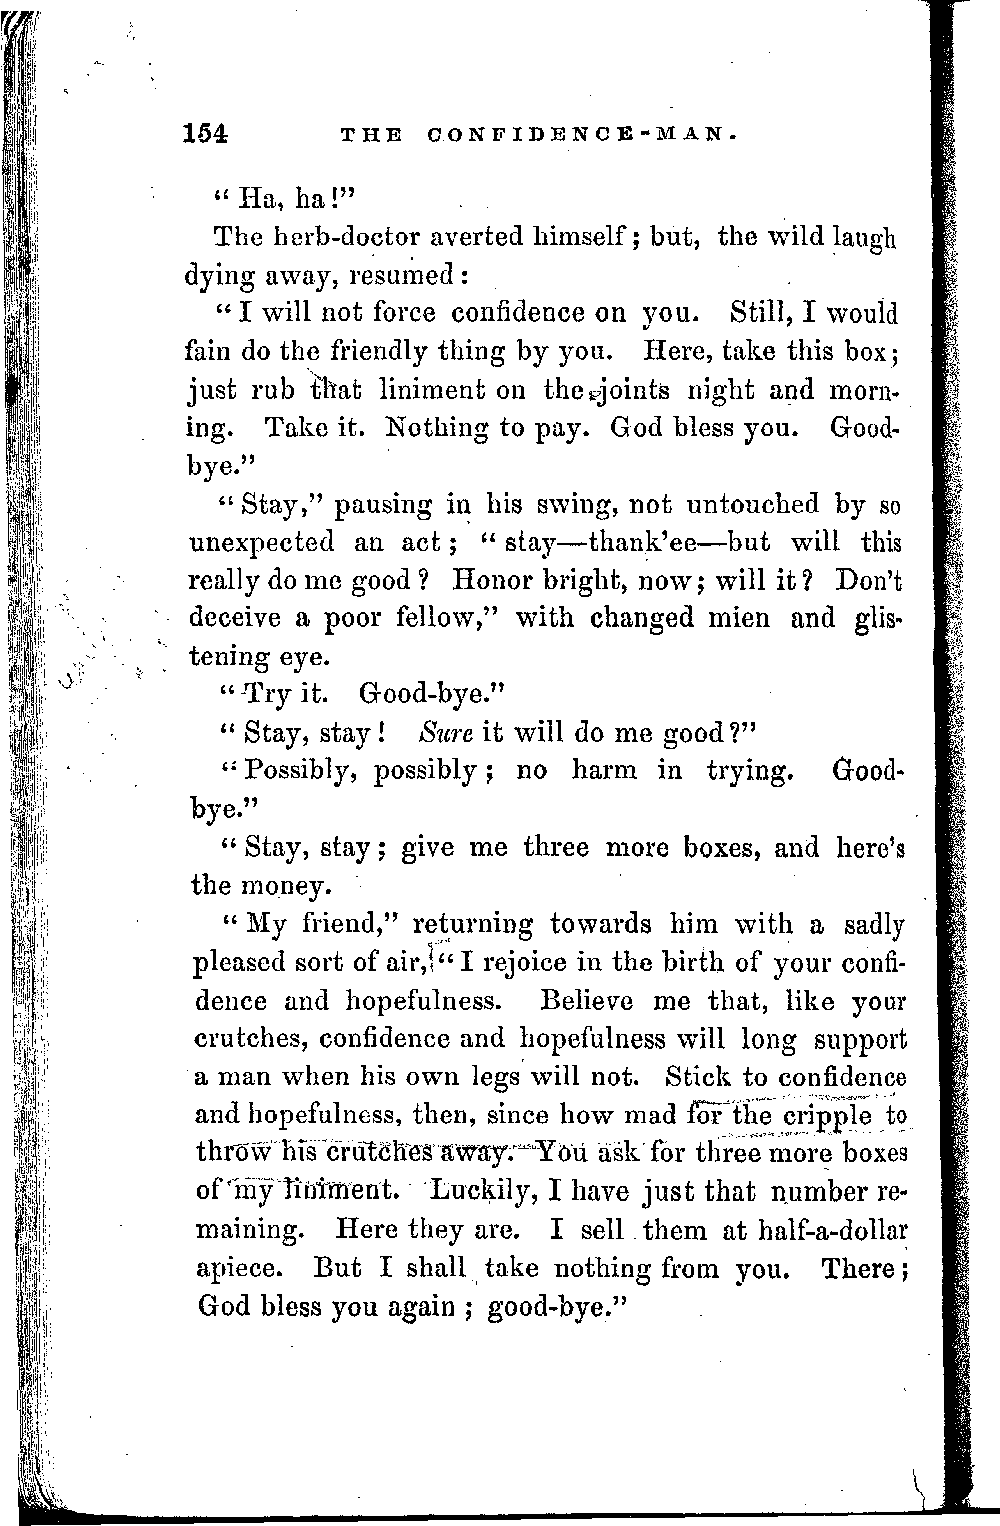 154 THE CONFIDENCE-MAN.
“Ha, ha!”
The herb-doctor averted himself; but, the wild laugh
dying away, resumed:
“I will not force confidence on you. Still, I would
fain do the friendly thing by you. Here, take this box;
just rub that liniment on the joints night and morn-
ing. Take it. Nothing to pay. God bless you. Good-
bye.”
“Stay,” pausing in his swing, not untouched by so
unexpected an act; “stay—thank’ee—but will this
really do me good? Honor bright, now; will it? Don’t
deceive a poor fellow,” with changed mien and glis-
tening eye.
“Try it. Good-bye.”
“Stay, stay! Sure it will do me good?”
“Possibly, possibly; no harm in trying. Good-
bye.”
“Stay, stay; give me three more boxes, and here’s
the money.
“My friend,” returning towards him with a sadly
pleased sort of air, “I rejoice in the birth of your confi-
dence and hopefulness. Believe me that, like your
crutches, confidence and hopefulness will long support
a man when his own legs will not. Stick to confidence
and hopefulness, then, since how mad for the cripple to
throw his crutches away. You ask for three more boxes
of my liniment. Luckily, I have just that number re-
maining. Here they are. I sell them at half-a-dollar
apiece. But I shall take nothing from you. There;
God bless you again; good-bye.”